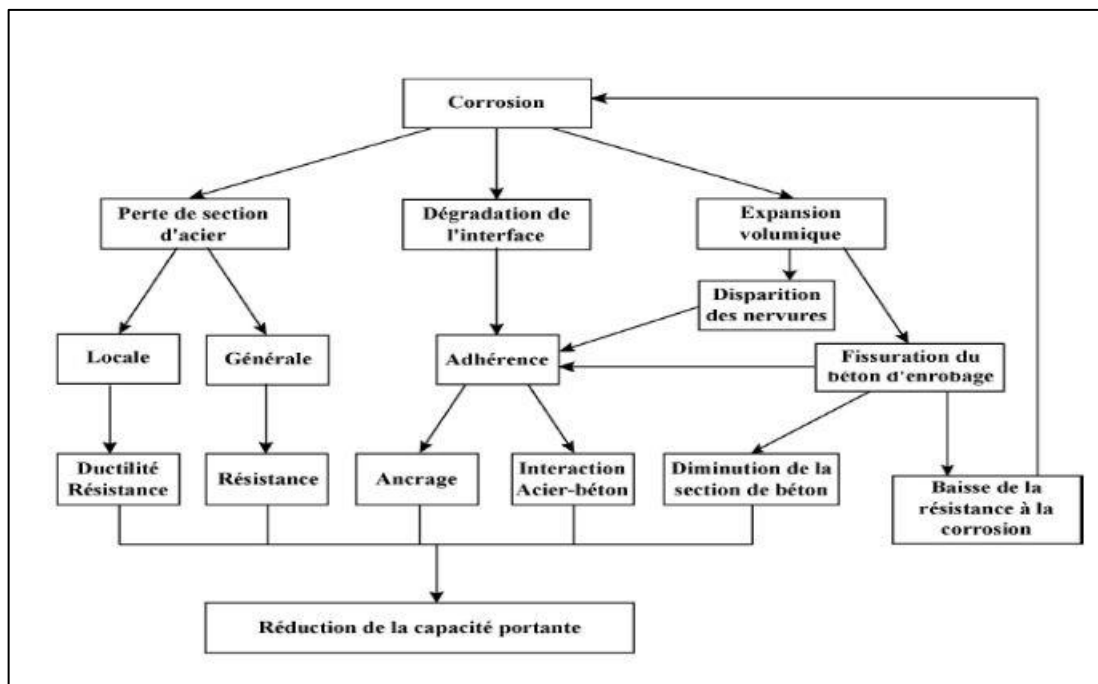 Corrosion
Perte de section
d'acier
Dégradation de
l'interface
Expansion
volumique
Disparition
des nervures
Locale
Générale
Adhérence
Fissuration du
béton d'enrobage
Ductilité
Résistance
Résistance
Ancrage
Interaction
Acier-béton
Diminution de la
section de béton
Baisse de la
résistance à la
corrosion
Réduction de la capacité portante